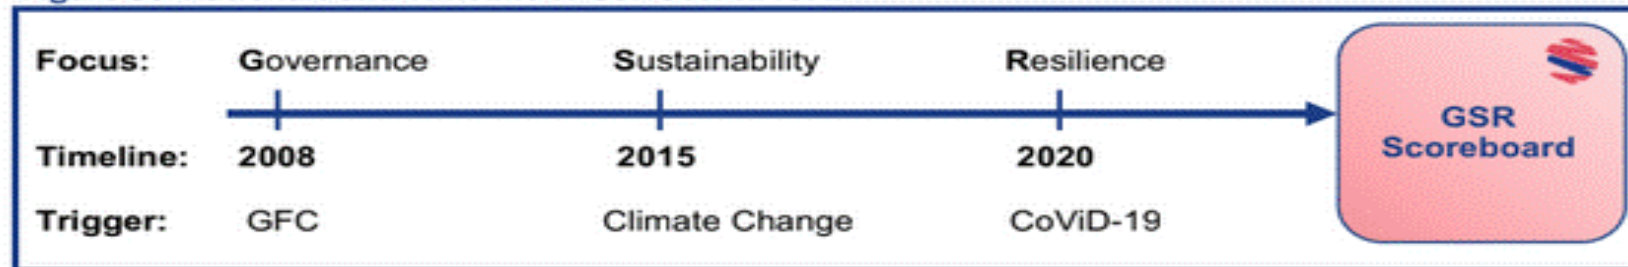 Focus: Governance Sustainability Resilience
GSR
Scoreboard
Timeline: 2008 2015 2020
Trigger: GFC Climate Change CoViD-19